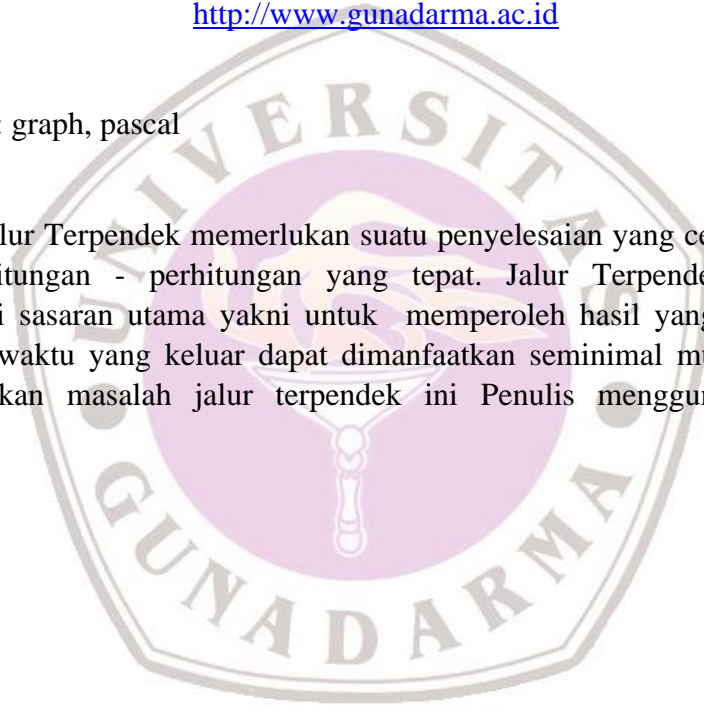 http://www.gunadarma.ac.id
: graph, pascal
lur Terpendek memerlukan suatu penyelesaian yang ce
itungan - perhitungan yang tepat. Jalur Terpende
i sasaran utama yakni untuk memperoleh hasil yang
waktu yang keluar dapat dimanfaatkan seminimal mu
kan masalah jalur terpendek ini Penulis menggun
UNIVERSITAS
GUNADARMA